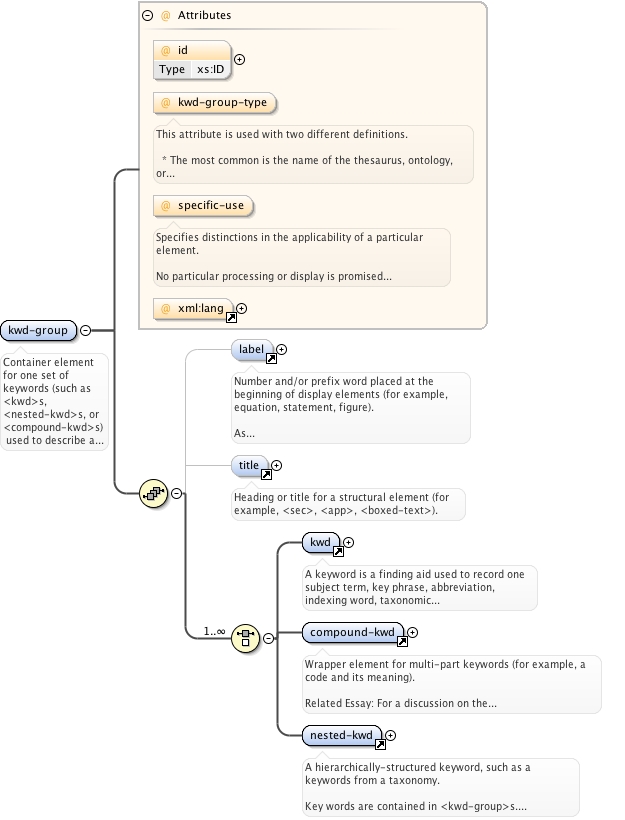 @ Attributes
@ id
Type xs:ID
@ kwd-group-type
This attribute is used with two different definitions.
* The most common is the name of the thesaurus, ontology,
or...
@ specific-use
Specifies distinctions in the applicability of a particular
element.
No particular processing or display is promised...
@ xml:lang
kwd-group
Container element
for one set of
keywords (such as
<kwd>s,
<nested-kwd>s, or
<compound-kwd>s)
used to describe a...
label
Number and/or prefix word placed at the
beginning of display elements (for example,
equation, statement, figure).
As...
title
Heading or title for a structural element (for
example, <sec>, <app>, <boxed-text>).
1..∞
kwd
A keyword is a finding aid used to record one
subject term, key phrase, abbreviation,
indexing word, taxonomic...
compound-kwd
Wrapper element for multi-part keywords (for example, a
code and its meaning).
Related Essay: For a discussion on the...
nested-kwd
A hierarchically-structured keyword, such as a
keywords from a taxonomy.
Key words are contained in <kwd-group>s....